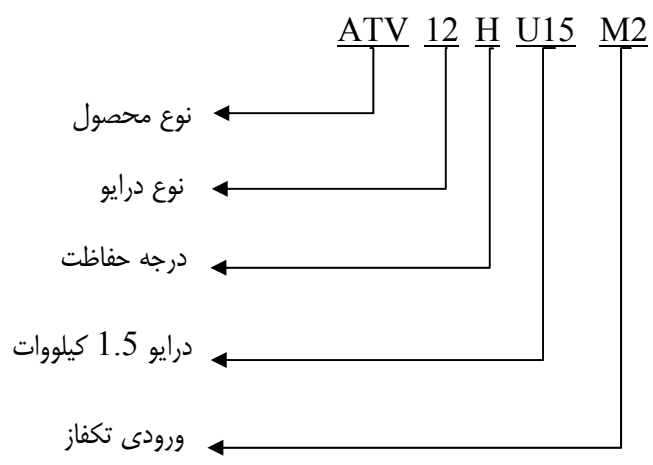 ATV 12 H U15 M2
نوع محصول
نوع درایو
درجه حفاظت
درایو 1.5 کیلووات
ورودی تکفاز